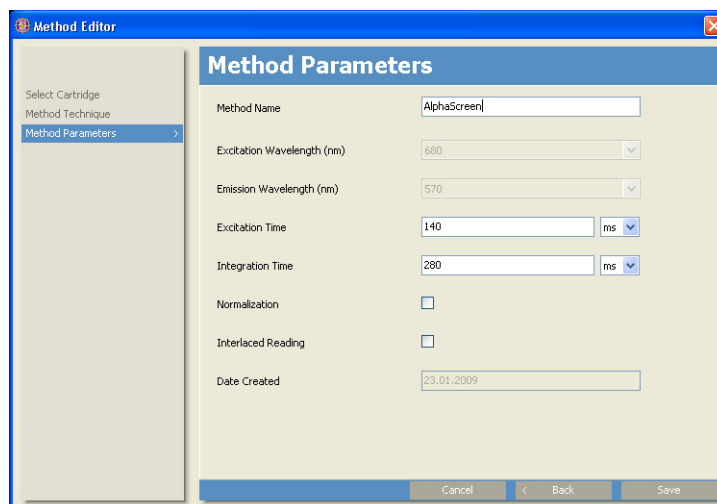 Method Editor
Select Cartridge
Method Technique
Method Parameters >
Method Parameters
Method Name AlphaScreen
Excitation Wavelength (nm) 680
Emission Wavelength (nm) 570
Excitation Time 140 ms
Integration Time 280 ms
Normalization
Interlaced Reading
Date Created 23.01.2009
Cancel < Back Save